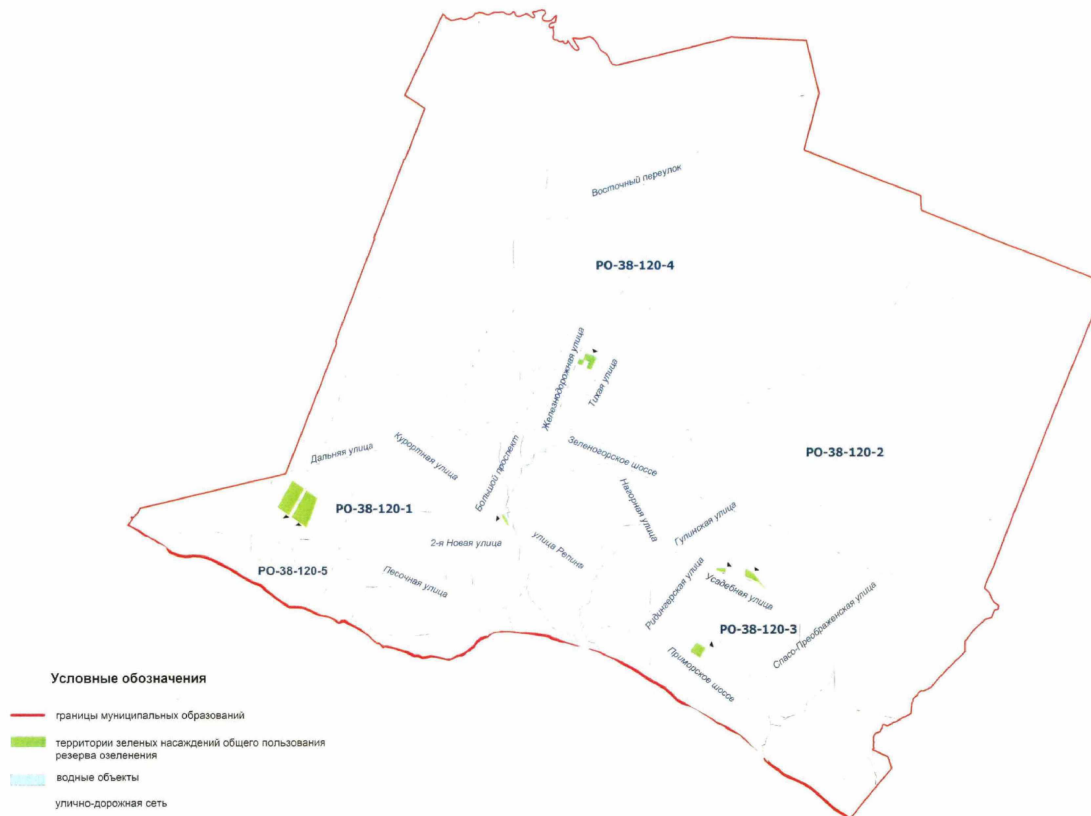 Восточный переулок
РО-38-120-4
Железнодорожная улица
Тихая улица
Дальняя улица
Курортная улица
Большой проспект
Зеленогорское шоссе
РО-38-120-2
РО-38-120-1
Нагорная улица
Гулинская улица
2-я Новая улица
улица Репина
РО-38-120-5
Песочная улица
Ридингерская улица
Усадебная улица
РО-38-120-3
Спасо-Преображенская улица
Приморское шоссе
Условные обозначения
границы муниципальных образований
территории зеленых насаждений общего пользования
резерва озеленения
водные объекты
улично-дорожная сеть